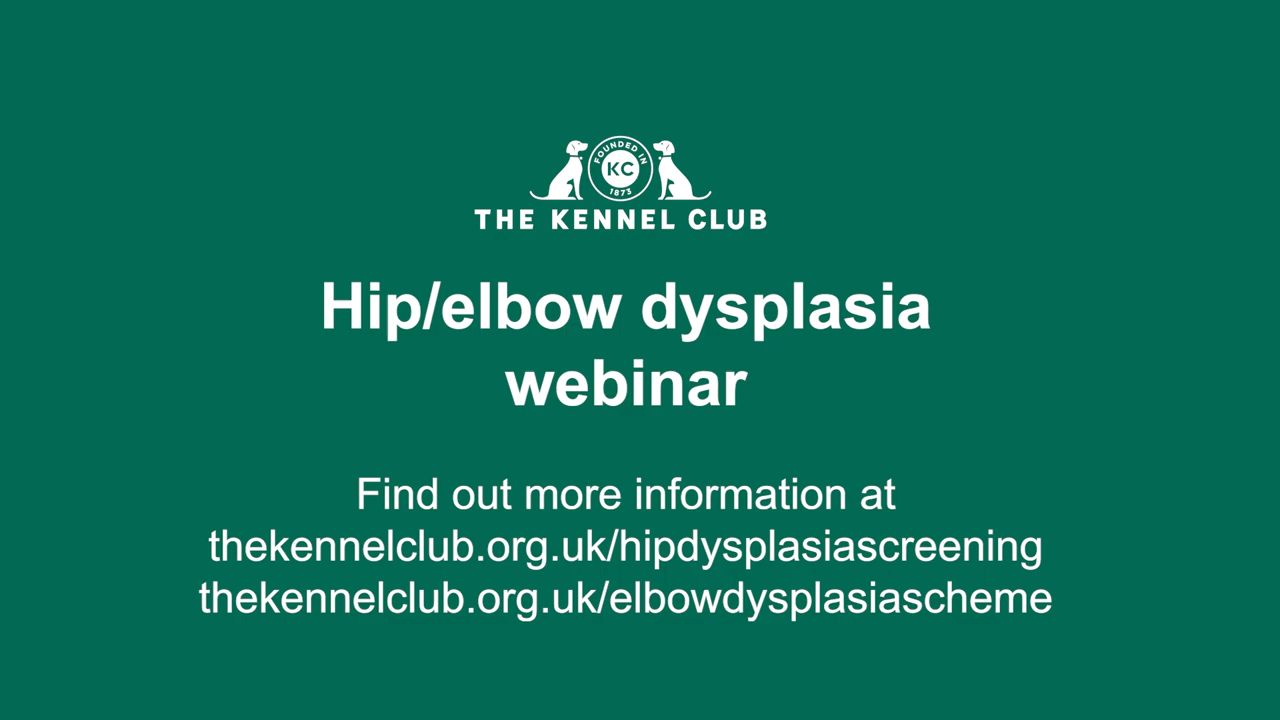 FOUNDED IN
KC
1873
THE KENNEL CLUB
Hip/elbow dysplasia
webinar
Find out more information at
thekennelclub.org.uk/hipdysplasiascreening
thekennelclub.org.uk/elbowdysplasiascheme